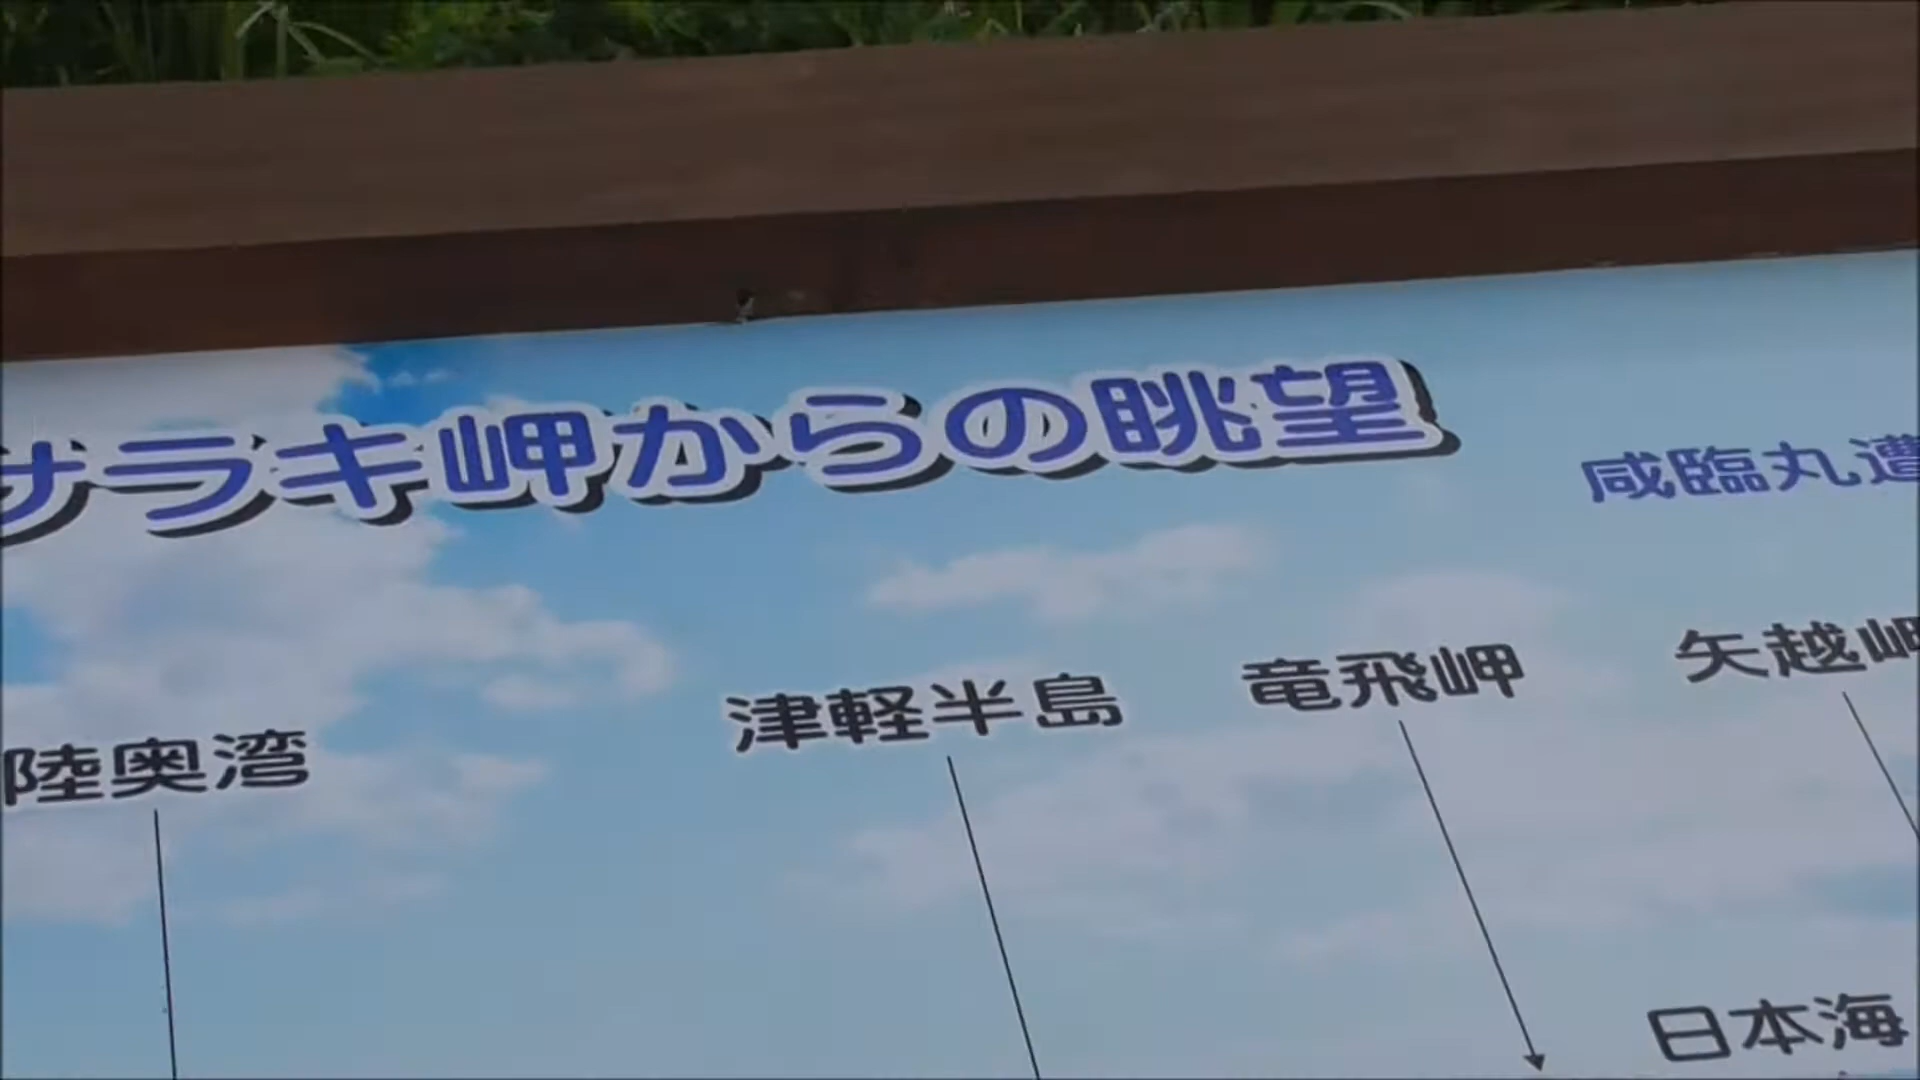 サラキ岬からの眺望
咸臨丸遭
矢越岬
竜飛岬
津軽半島
陸奥湾
日本海